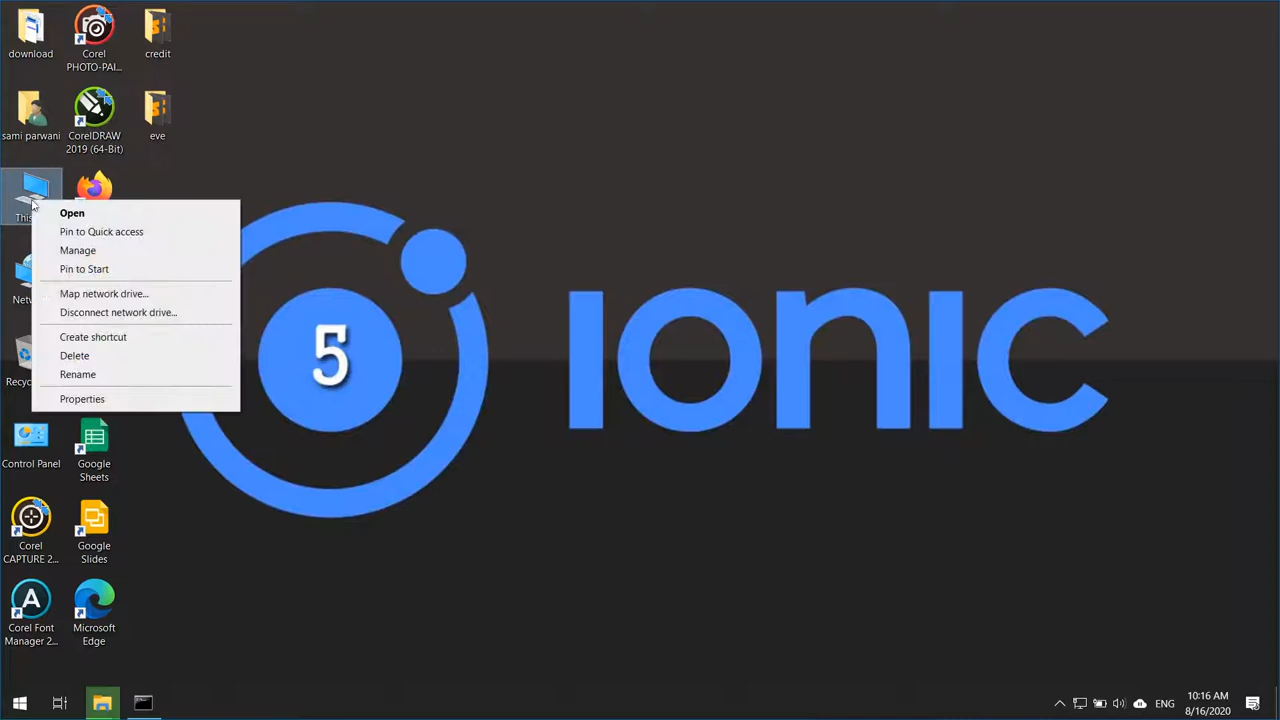 download
Corel
PHOTO-PAI...
credit
sami parwani
CorelDRAW
2019 (64-Bit)
eve
Open
Pin to Quick access
Manage
Pin to Start
Map network drive...
Disconnect network drive...
Create shortcut
Delete
Rename
Properties
5
IONIC
Control Panel
Google
Sheets
Corel
CAPTURE 2...
Google
Slides
A
Corel Font
Manager 2...
Microsoft
Edge
ENG
10:16 AM
8/16/2020